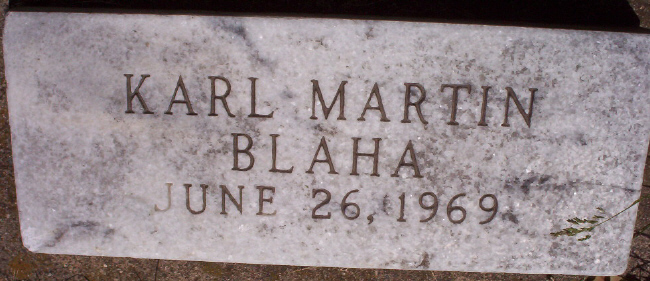 KARL MARTIN
BLAHA
JUNE 26, 1969